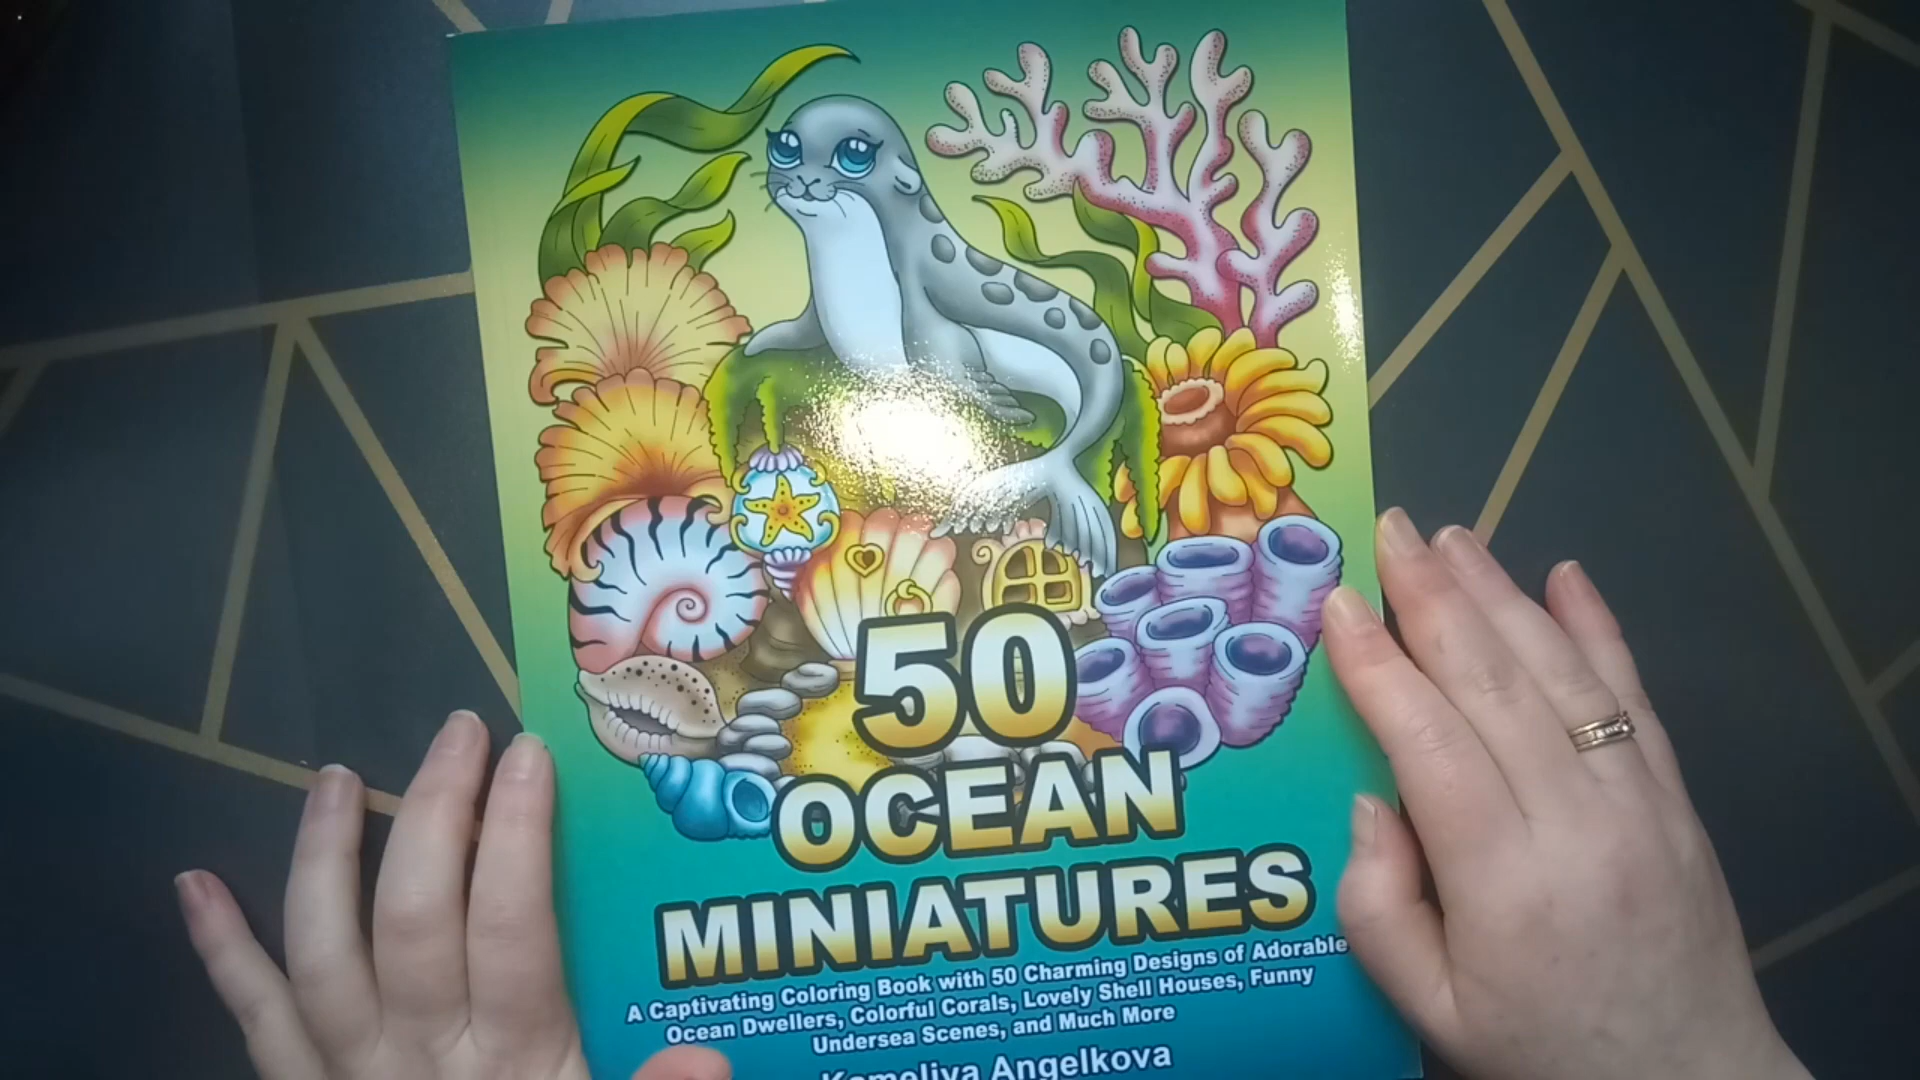 50
OCEAN
MINIATURES
A Captivating Coloring Book with 50 Charming Designs of Adorable
Ocean Dwellers, Colorful Corals, Lovely Shell Houses, Funny
Undersea Scenes, and Much More
Kameliya Angelkova